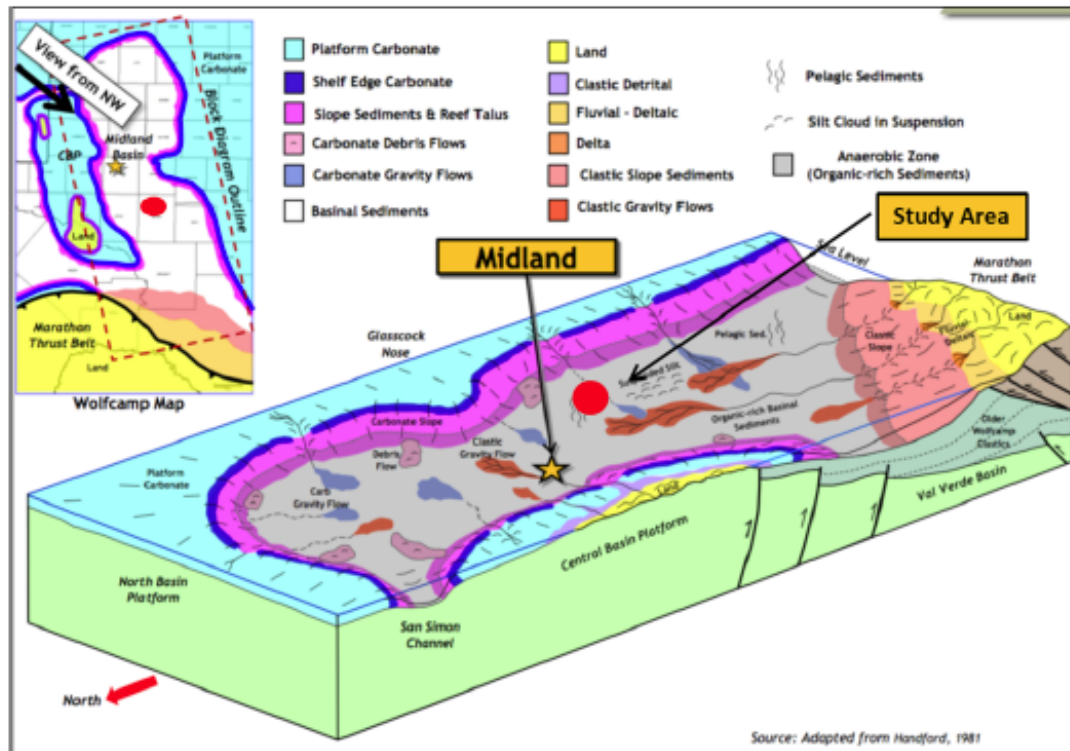 View from NW
Platform
Carbonate
Block Diagram Outline
Midland
Basin
CBP
Land
Marathon
Thrust Belt
Land
Wolfcamp Map
Platform Carbonate
Shelf Edge Carbonate
Slope Sediments & Reef Talus
Carbonate Debris Flows
Carbonate Gravity Flows
Basinal Sediments
Land
Clastic Detrital
Fluvial - Deltaic
Delta
Clastic Slope Sediments
Clastic Gravity Flows
Pelagic Sediments
Silt Cloud in Suspension
Anaerobic Zone
(Organic-rich Sediments)
Study Area
Midland
Sea Level
Marathon
Thrust Belt
Land
Fluvial
Deltaic
Clastic
Slope
Glasscock
Nose
Pelagic Sed.
Suspended Silt
Organic-rich Basinal
Sediments
Older
Wolfcamp
Clastics
Carbonate Slope
Debris
Flow
Clastic
Gravity Flow
Platform
Carbonate
Carb
Gravity Flow
Land
Central Basin Platform
Val Verde Basin
North Basin
Platform
San Simon
Channel
North
Source: Adapted from Handford, 1981